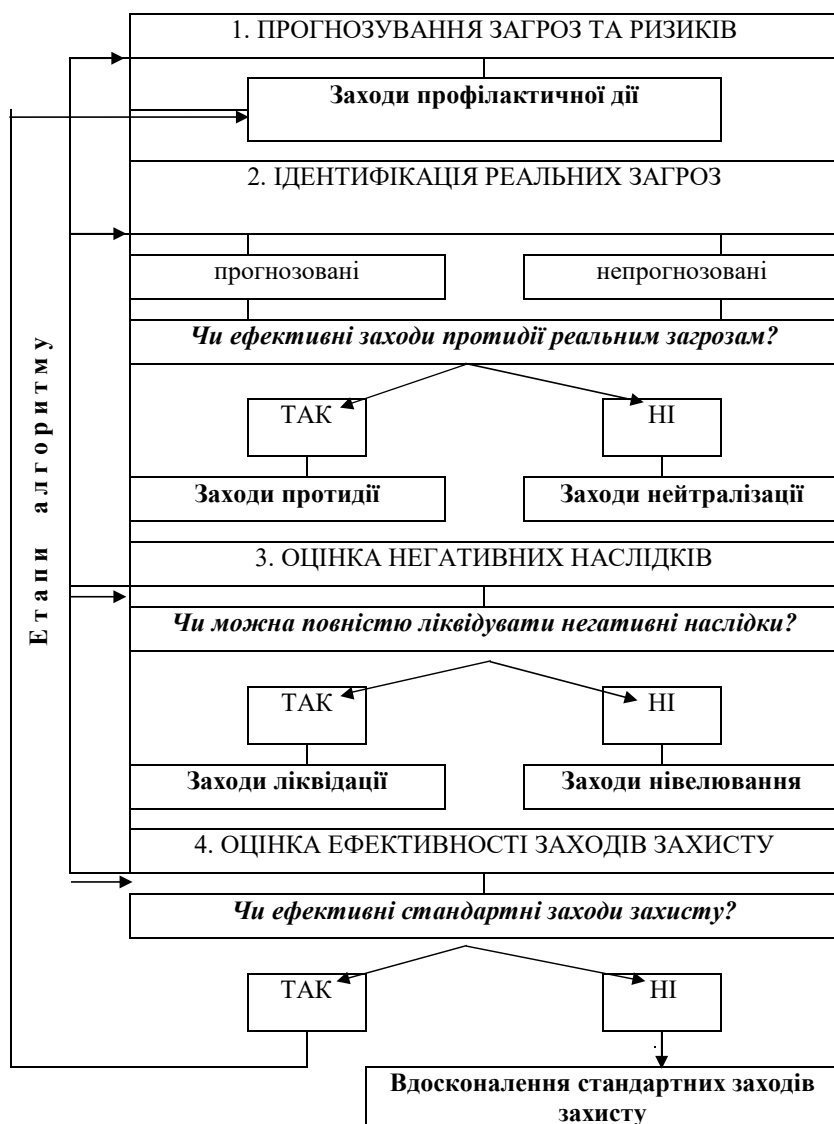 1. ПРОГНОЗУВАННЯ ЗАГРОЗ ТА РИЗИКІВ
Заходи профілактичної дії
2. ІДЕНТИФІКАЦІЯ РЕАЛЬНИХ ЗАГРОЗ
прогнозовані
непрогнозовані
Чи ефективні заходи протидії реальним загрозам?
ТАК
НІ
Заходи протидії
Заходи нейтралізації
3. ОЦІНКА НЕГАТИВНИХ НАСЛІДКІВ
Чи можна повністю ліквідувати негативні наслідки?
ТАК
НІ
Заходи ліквідації
Заходи нівелювання
4. ОЦІНКА ЕФЕКТИВНОСТІ ЗАХОДІВ ЗАХИСТУ
Чи ефективні стандартні заходи захисту?
ТАК
НІ
Вдосконалення стандартних заходів
захисту
Етапи алгоритму